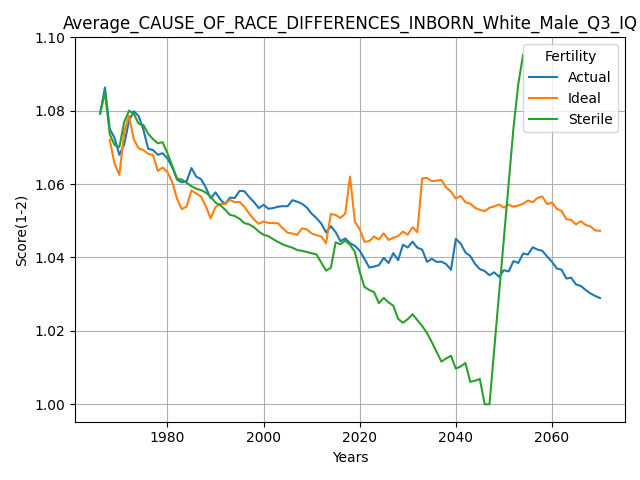 Average_CAUSE_OF_RACE_DIFFERENCES_INBORN_White_Male_Q3_IQ
Fertility
Actual
Ideal
Sterile
Score(1-2)
1.10
1.08
1.06
1.04
1.02
1.00
1980
2000
2020
2040
2060
Years